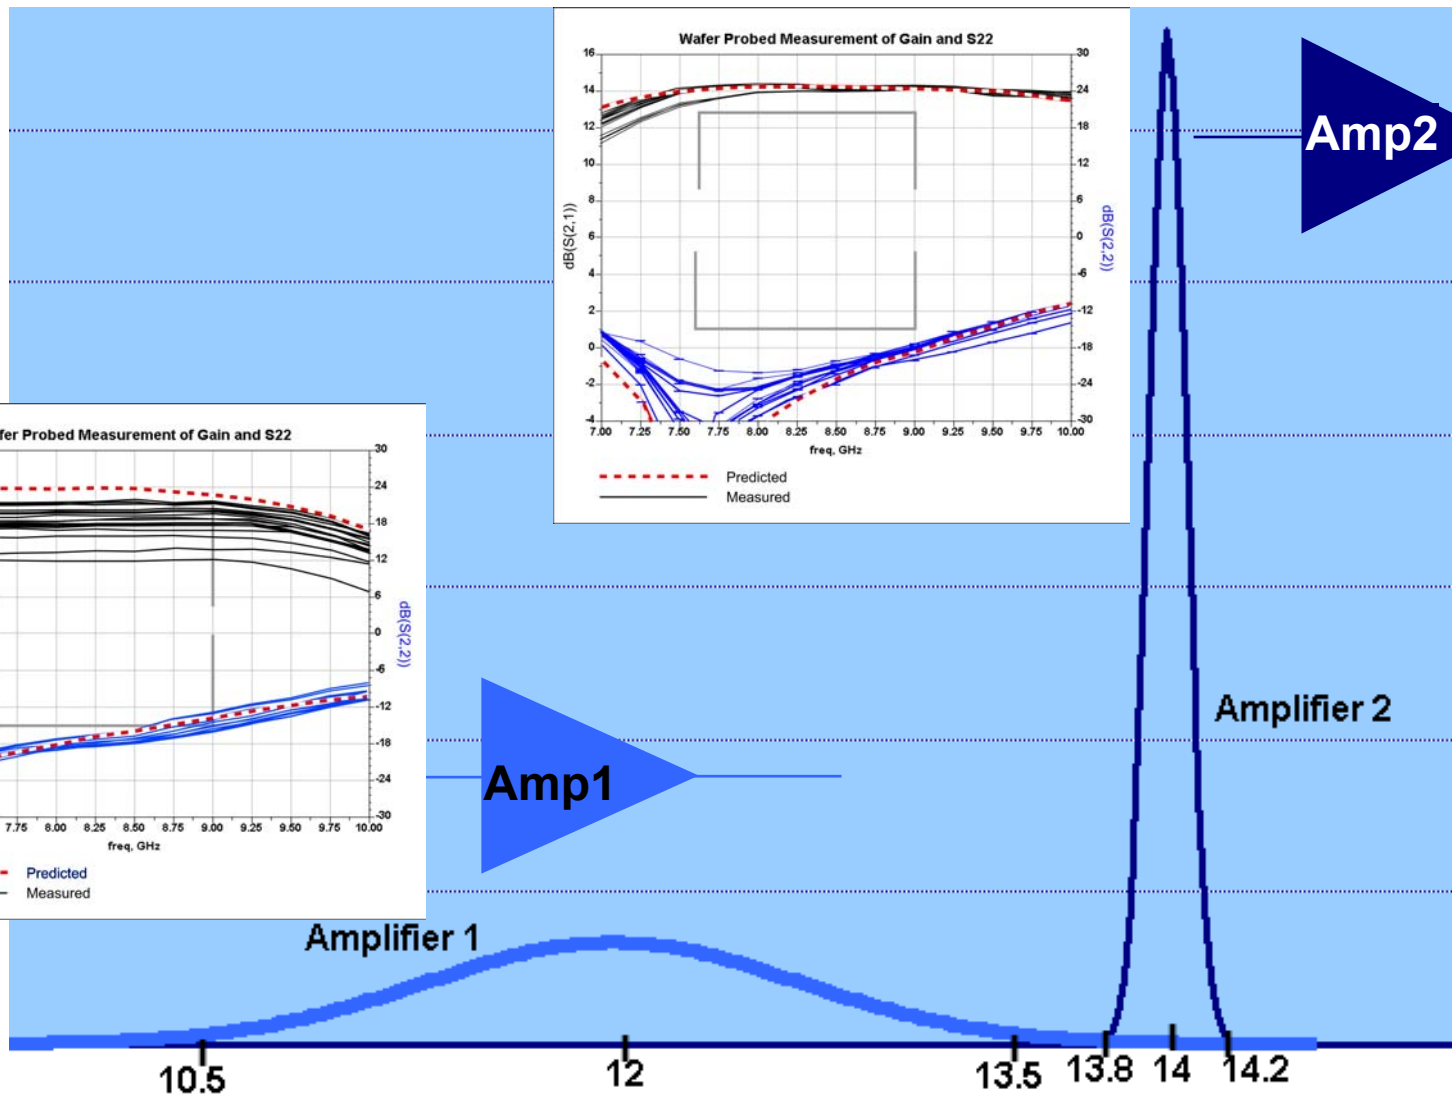 Wafer Probed Measurement of Gain and S22
16
14
12
10
8
6
4
2
0
-2
-4
dB(S(2,1))
30
24
18
12
6
0
-6
-12
-18
-24
-30
dB(S(2,2))
7.00 7.25 7.50 7.75 8.00 8.25 8.50 8.75 9.00 9.25 9.50 9.75 10.00
freq, GHz
Predicted
Measured
Amp2
fer Probed Measurement of Gain and S22
30
24
18
12
6
0
-6
-12
-18
-24
-30
dB(S(2,2))
7.75 8.00 8.25 8.50 8.75 9.00 9.25 9.50 9.75 10.00
freq, GHz
Predicted
Measured
Amp1
Amplifier 2
Amplifier 1
10.5 12 13.5 13.8 14 14.2